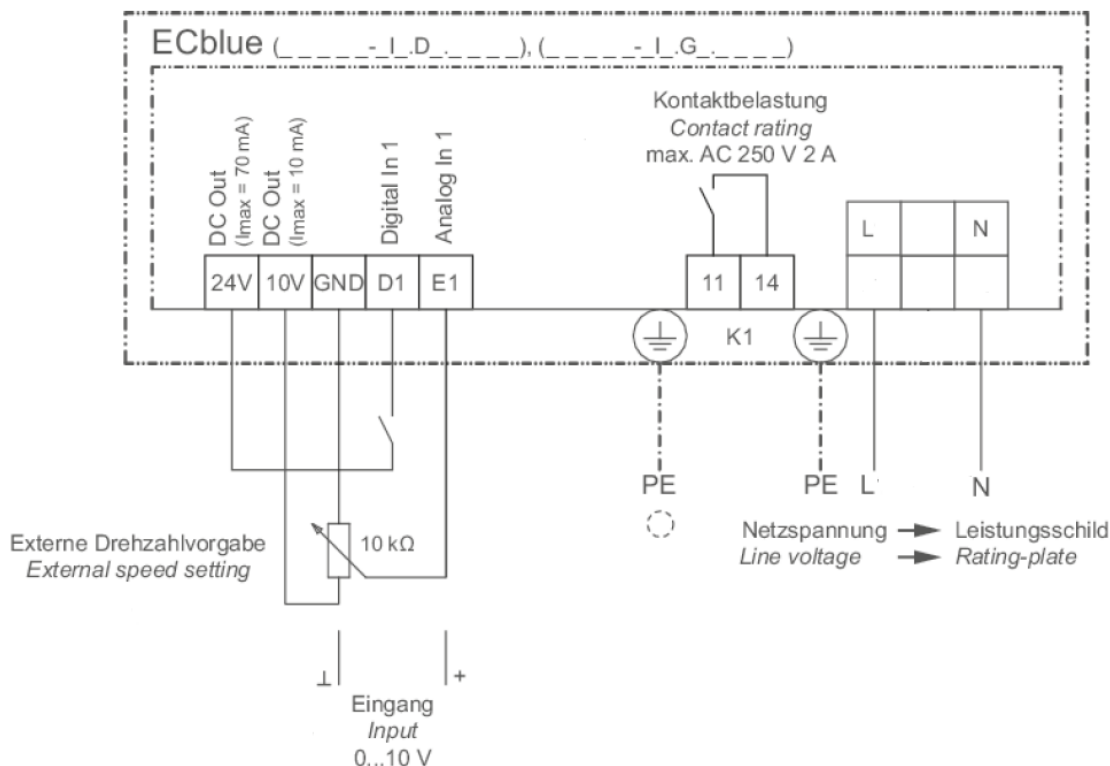 ECblue (_ _ _ _ _-_I_.D_._ _ _ _ _), (_ _ _ _ _-_I_.G_._ _ _ _)
Kontaktbelastung
Contact rating
max. AC 250 V 2 A
DC Out
(Imax = 70 mA)
DC Out
(Imax = 10 mA)
Digital In 1
Analog In 1
L
N
24V
10V
GND
D1
E1
11
14
K1
PE
PE
L
N
Externe Drehzahlvorgabe
External speed setting
10 kΩ
Netzspannung
Leistungsschild
Line voltage
Rating-plate
⊥
+
Eingang
Input
0...10 V